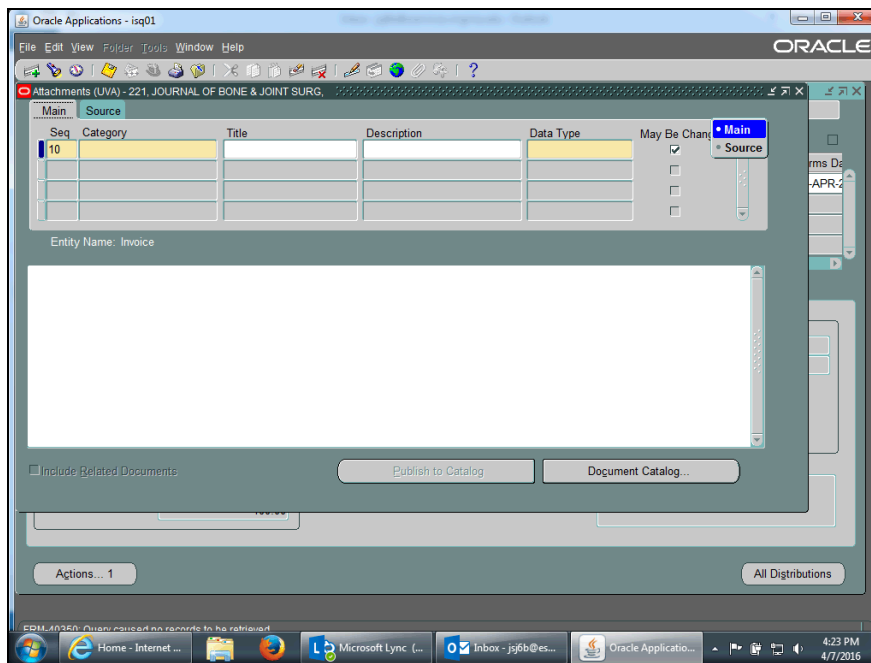 Oracle Applications - isq01
File Edit View Folder Tools Window Help
ORACLE
Attachments (UVA) - 221, JOURNAL OF BONE & JOINT SURG,
Main Source
Seq Category Title Description Data Type May Be Chang
• Main
• Source
10
rms Da
-APR-2
Entity Name: Invoice
Include Related Documents
Publish to Catalog
Document Catalog...
Actions... 1
All Distributions
FRM-40350: Query caused no records to be retrieved
Home - Internet ...
Microsoft Lync (...
Inbox - jsj6b@es...
Oracle Applicatio...
4:23 PM
4/7/2016